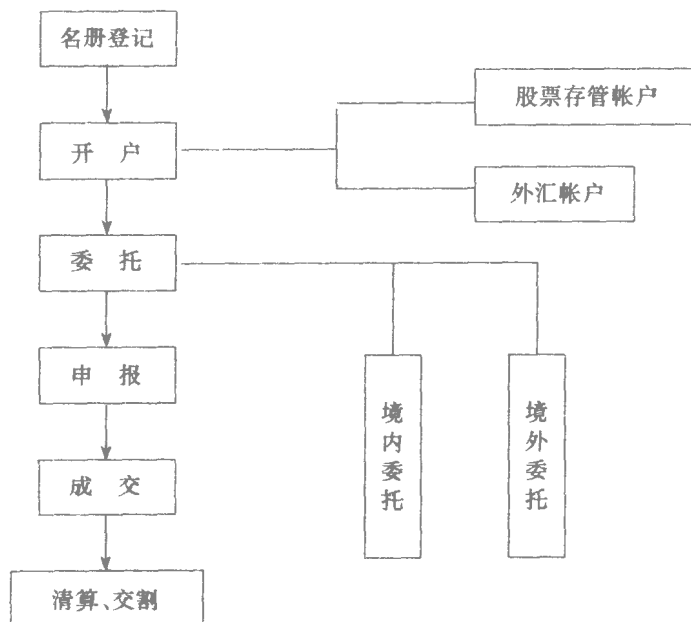 名册登记
股票存管帐户
开 户
外汇帐户
委 托
申 报
境内委托
境外委托
成 交
清算、交割